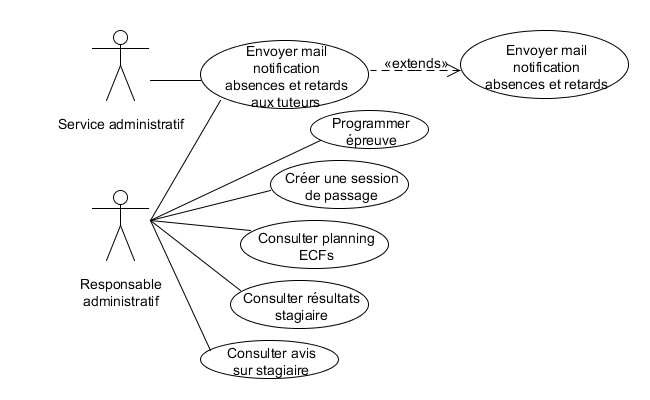 Envoyer mail
notification
absences et retards
aux tuteurs
«extends»
Envoyer mail
notification
absences et retards
Service administratif
Programmer
épreuve
Créer une session
de passage
Consulter planning
ECFs
Responsable
administratif
Consulter résultats
stagiaire
Consulter avis
sur stagiaire